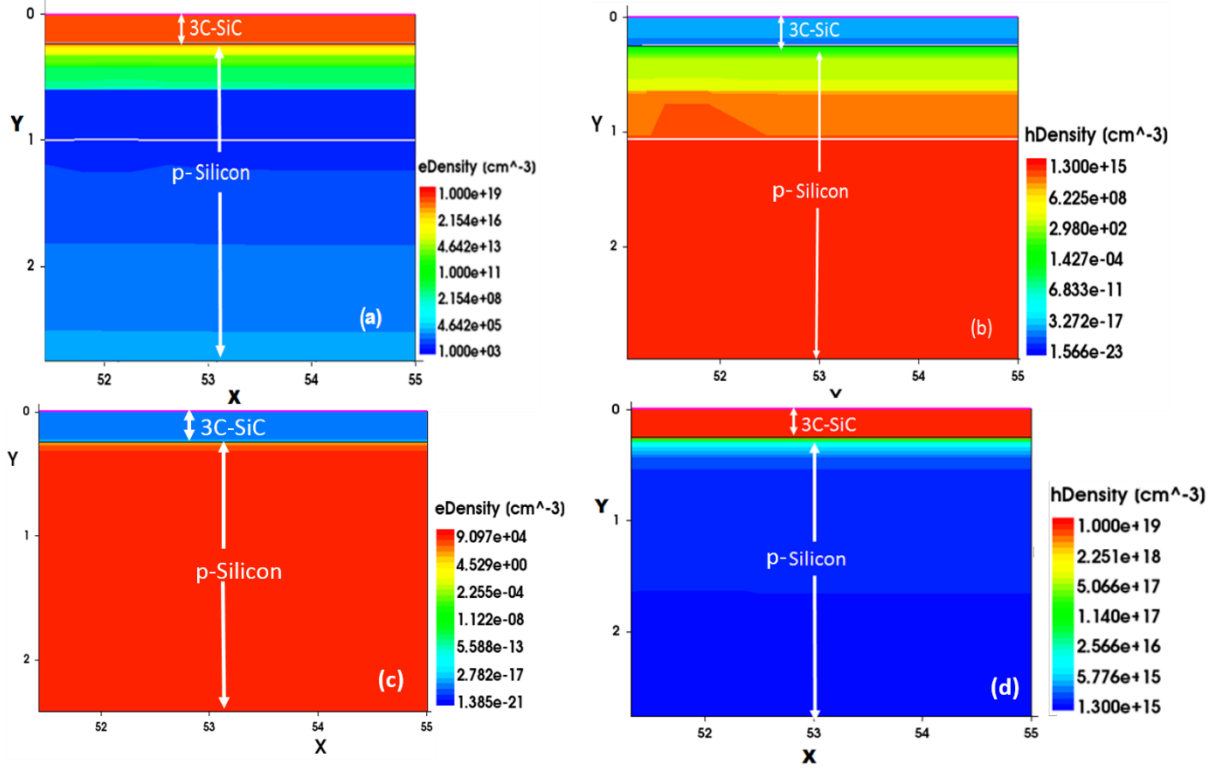 0
3C-SiC
Y
1
p-Silicon
2
(a)
52
53
54
55
X
eDensity (cm^-3)
1.000e+19
2.154e+16
4.642e+13
1.000e+11
2.154e+08
4.642e+05
1.000e+03
0
3C-SiC
Y
1
p-Silicon
2
(b)
52
53
54
55
hDensity (cm^-3)
1.300e+15
6.225e+08
2.980e+02
1.427e-04
6.833e-11
3.272e-17
1.566e-23
0
3C-SiC
Y
1
p-Silicon
2
(c)
52
53
54
55
X
eDensity (cm^-3)
9.097e+04
4.529e+00
2.255e-04
1.122e-08
5.588e-13
2.782e-17
1.385e-21
0
3C-SiC
Y
1
p-Silicon
2
(d)
52
53
54
55
X
hDensity (cm^-3)
1.000e+19
2.251e+18
5.066e+17
1.140e+17
2.566e+16
5.776e+15
1.300e+15